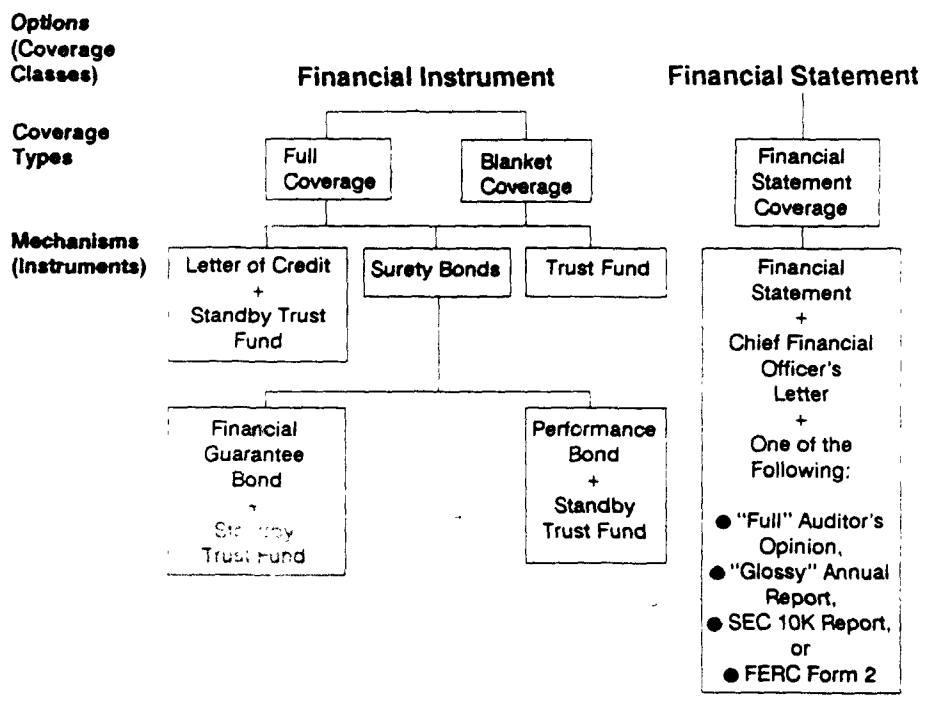 Options
(Coverage
Classes)
Financial Instrument
Financial Statement
Coverage
Types
Full
Coverage
Blanket
Coverage
Financial
Statement
Coverage
Mechanisms
(Instruments)
Letter of Credit
+
Standby Trust
Fund
Surety Bonds
Trust Fund
Financial
Statement
+
Chief Financial
Officer's
Letter
+
One of the
Following:
● "Full" Auditor's
Opinion,
● "Glossy" Annual
Report,
● SEC 10K Report,
or
● FERC Form 2
Financial
Guarantee
Bond
+
Standby
Trust Fund
Performance
Bond
+
Standby
Trust Fund